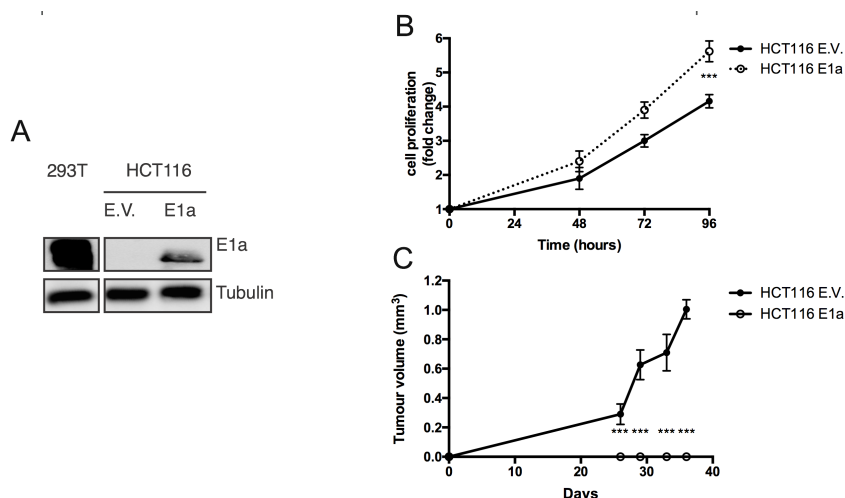 A
293T
HCT116
E.V.
E1a
E1a
Tubulin
B
6
5
4
3
2
1
cell proliferation
(fold change)
0
24
48
72
96
Time (hours)
***
HCT116 E.V.
HCT116 E1a
C
1.2
1.0
0.8
0.6
0.4
0.2
0.0
Tumour volume (mm³)
*** *** *** ***
0
10
20
30
40
Days
HCT116 E.V.
HCT116 E1a